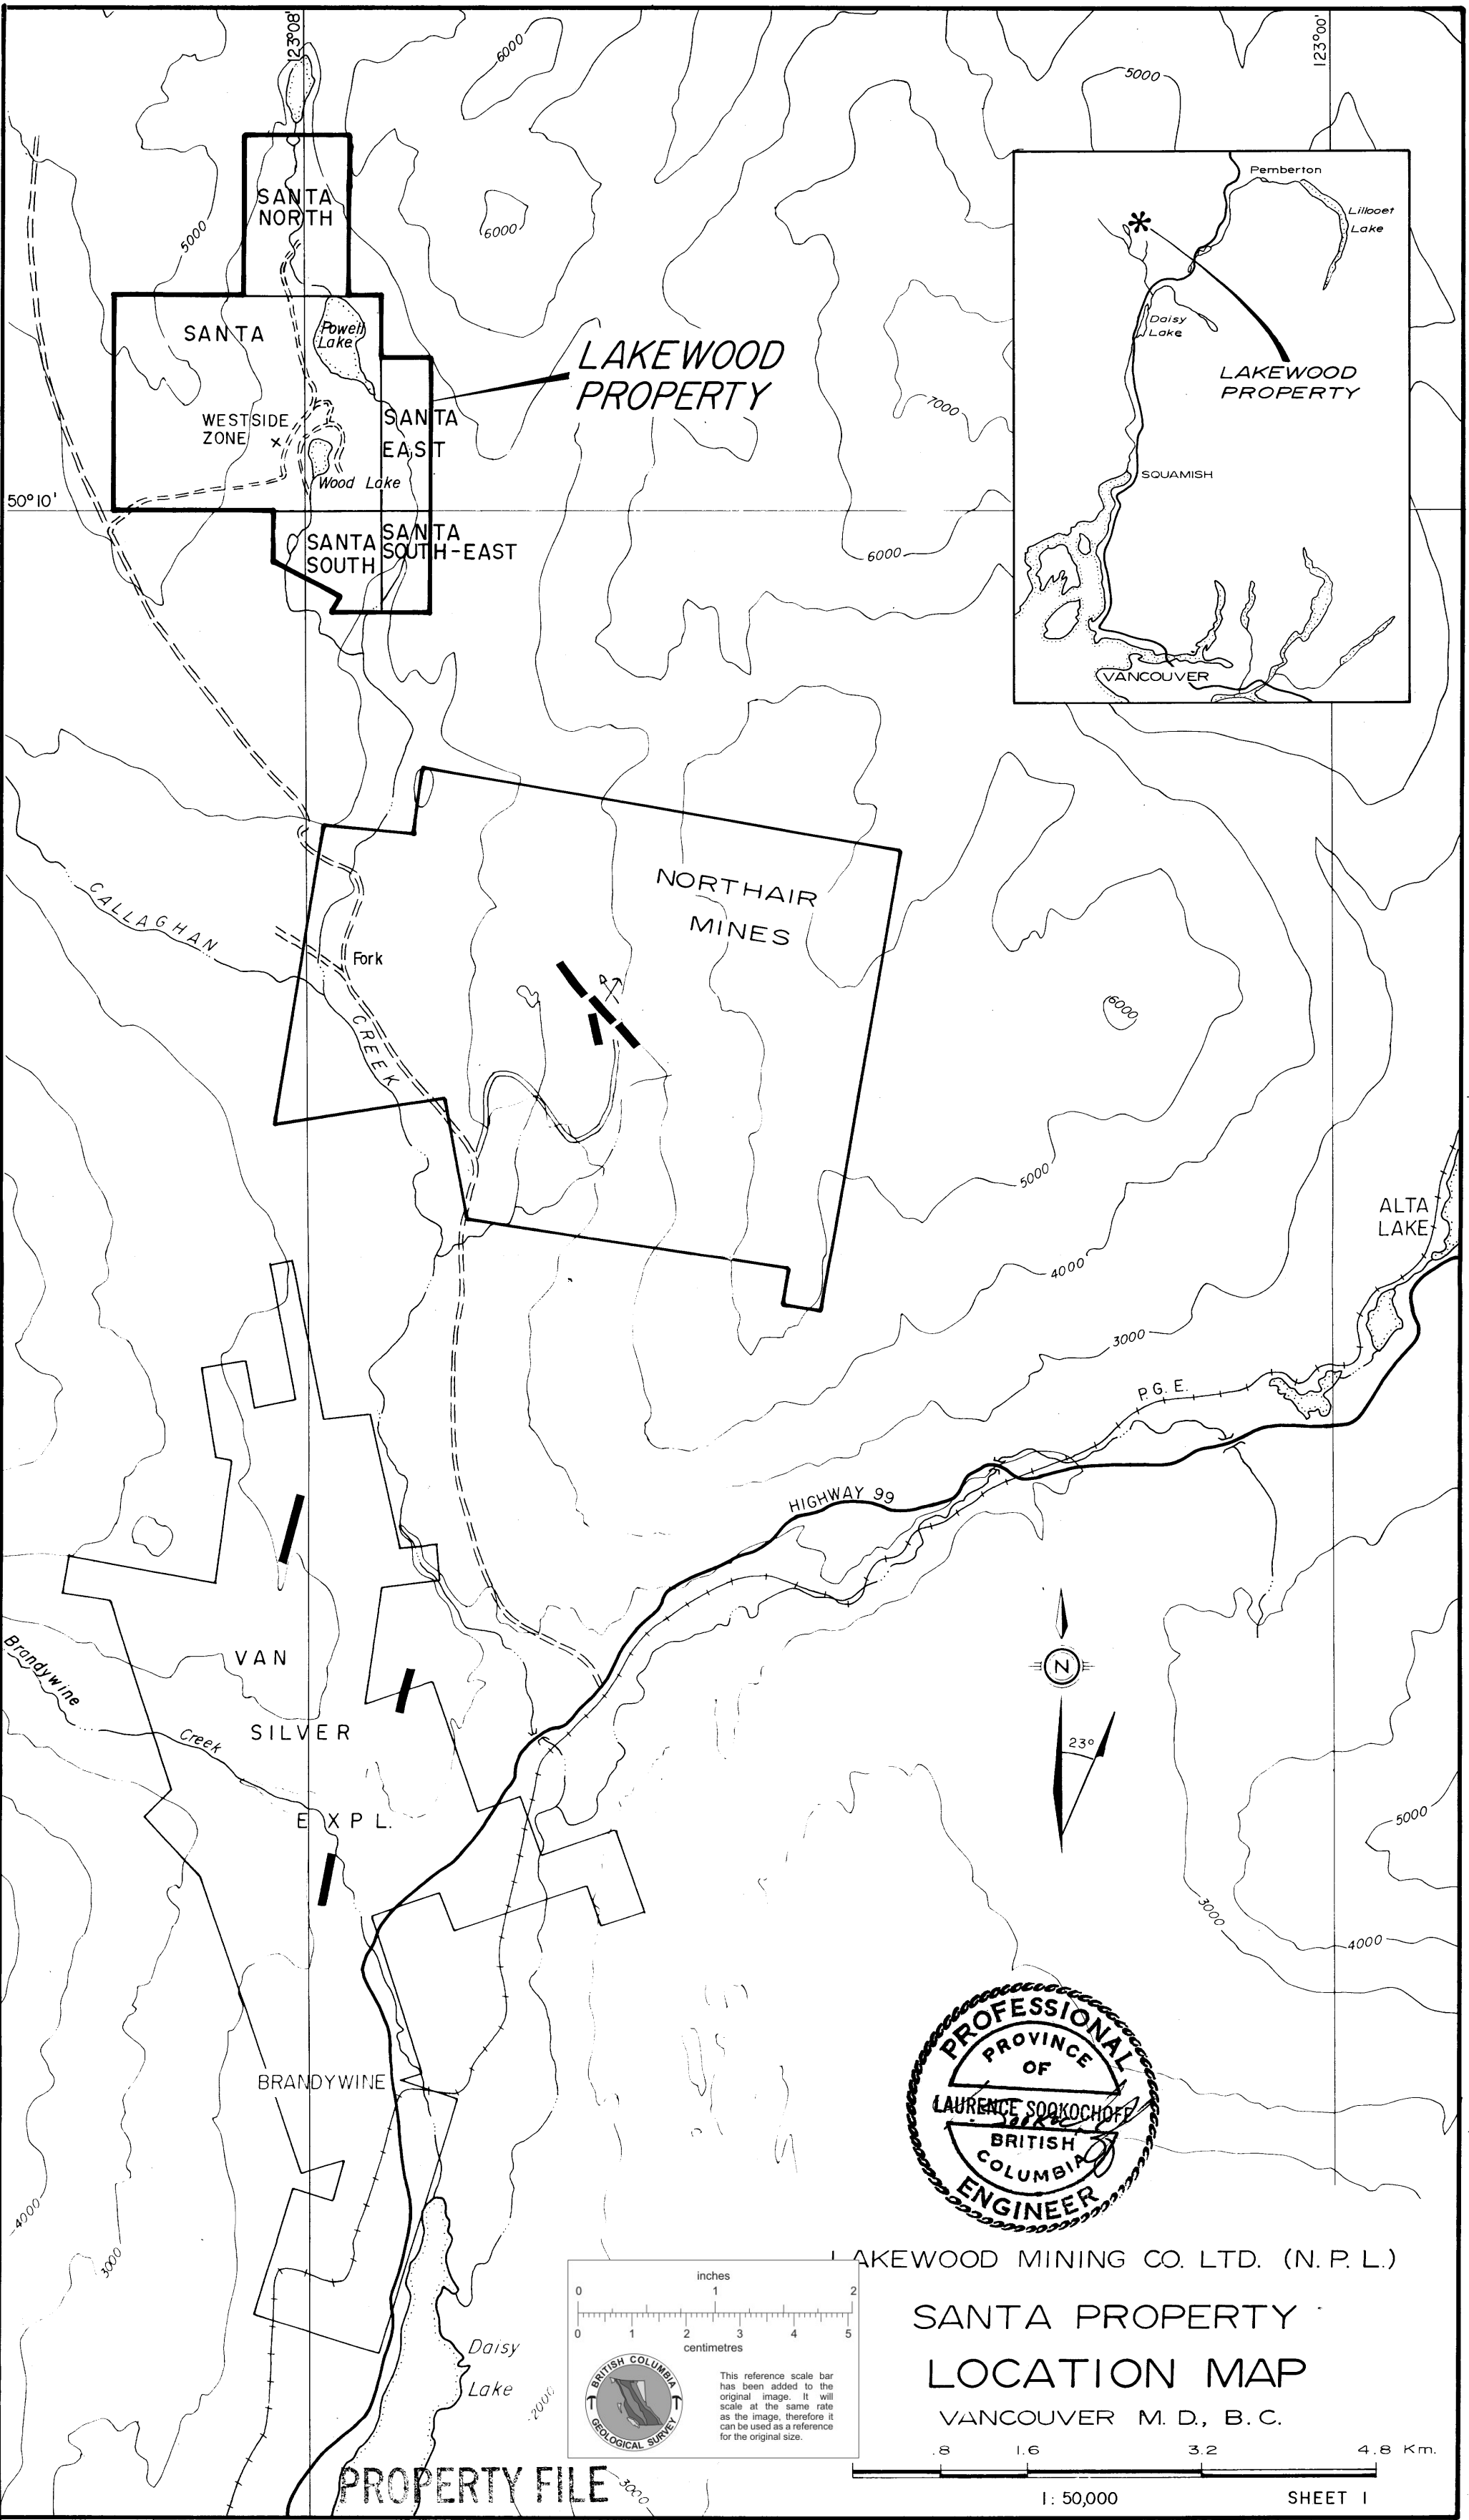 123°08'
123°00'
6000
5000
SANTA
NORTH
5000
6000
Pemberton
Lillooet
Lake
Daisy
Lake
LAKEWOOD
PROPERTY
SQUAMISH
VANCOUVER
SANTA
Powell
Lake
LAKEWOOD
PROPERTY
7000
WESTSIDE
ZONE
x
SANTA
EAST
Wood Lake
50°10'
SANTA
SOUTH
SANTA
SOUTH-EAST
6000
NORTHAIR
MINES
CALLAGHAN
CREEK
Fork
6000
5000
ALTA
LAKE
4000
3000
P.G.E.
HIGHWAY 99
VAN
SILVER
EXPL.
Brandywine
Creek
N
23°
5000
3000
4000
BRANDYWINE
PROFESSIONAL
PROVINCE
OF
LAURENCE SOOKOCHOFF
BRITISH
COLUMBIA
ENGINEER
4000
3000
Daisy
Lake
2000
3000
LAKEWOOD MINING CO. LTD. (N.P.L.)
SANTA PROPERTY
LOCATION MAP
VANCOUVER M.D., B.C.
.8 1.6 3.2 4.8 Km.
1:50,000
SHEET 1
inches
0 1 2
0 1 2 3 4 5
centimetres
BRITISH COLUMBIA
GEOLOGICAL SURVEY
This reference scale bar
has been added to the
original image. It will
scale at the same rate
as the image, therefore it
can be used as a reference
for the original size.
PROPERTY FILE